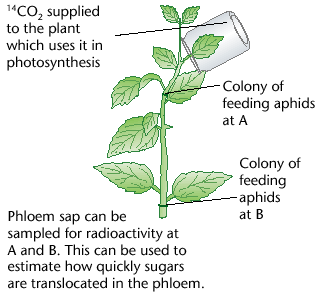 ¹⁴CO₂ supplied
to the plant
which uses it in
photosynthesis
Colony of
feeding aphids
at A
Colony of
feeding
aphids
at B
Phloem sap can be
sampled for radioactivity at
A and B. This can be used to
estimate how quickly sugars
are translocated in the phloem.